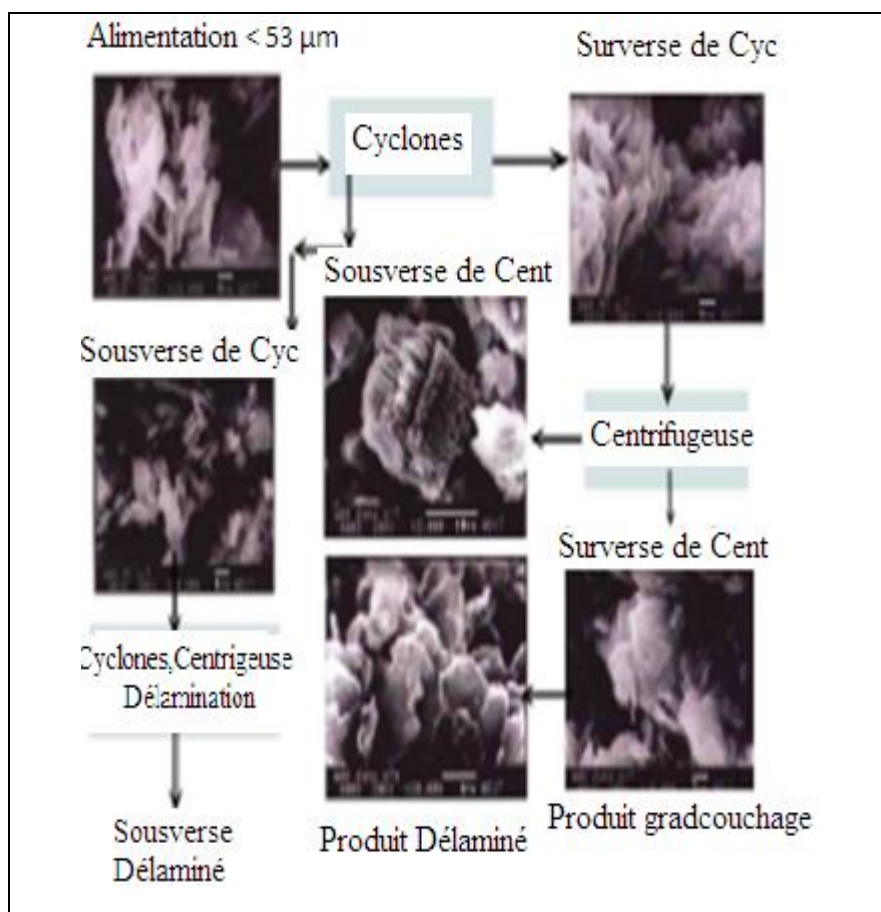 Alimentation < 53 µm
Surverse de Cyc
Cyclones
Sousverse de Cent
Sousverse de Cyc
Centrifugeuse
Surverse de Cent
Cyclones,Centrigeuse
Délamination
Produit gradcouchage
Produit Délaminé
Sousverse
Délaminé